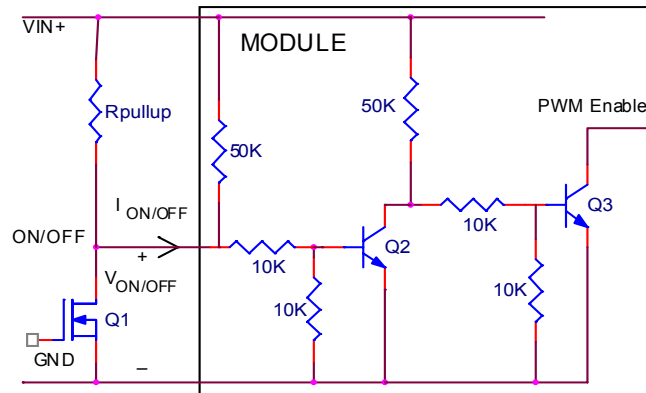 VIN+
MODULE
Rpullup
50K
50K
PWM Enable
I ON/OFF
Q3
ON/OFF
+
Q2
10K
10K
V ON/OFF
10K
10K
Q1
GND
–